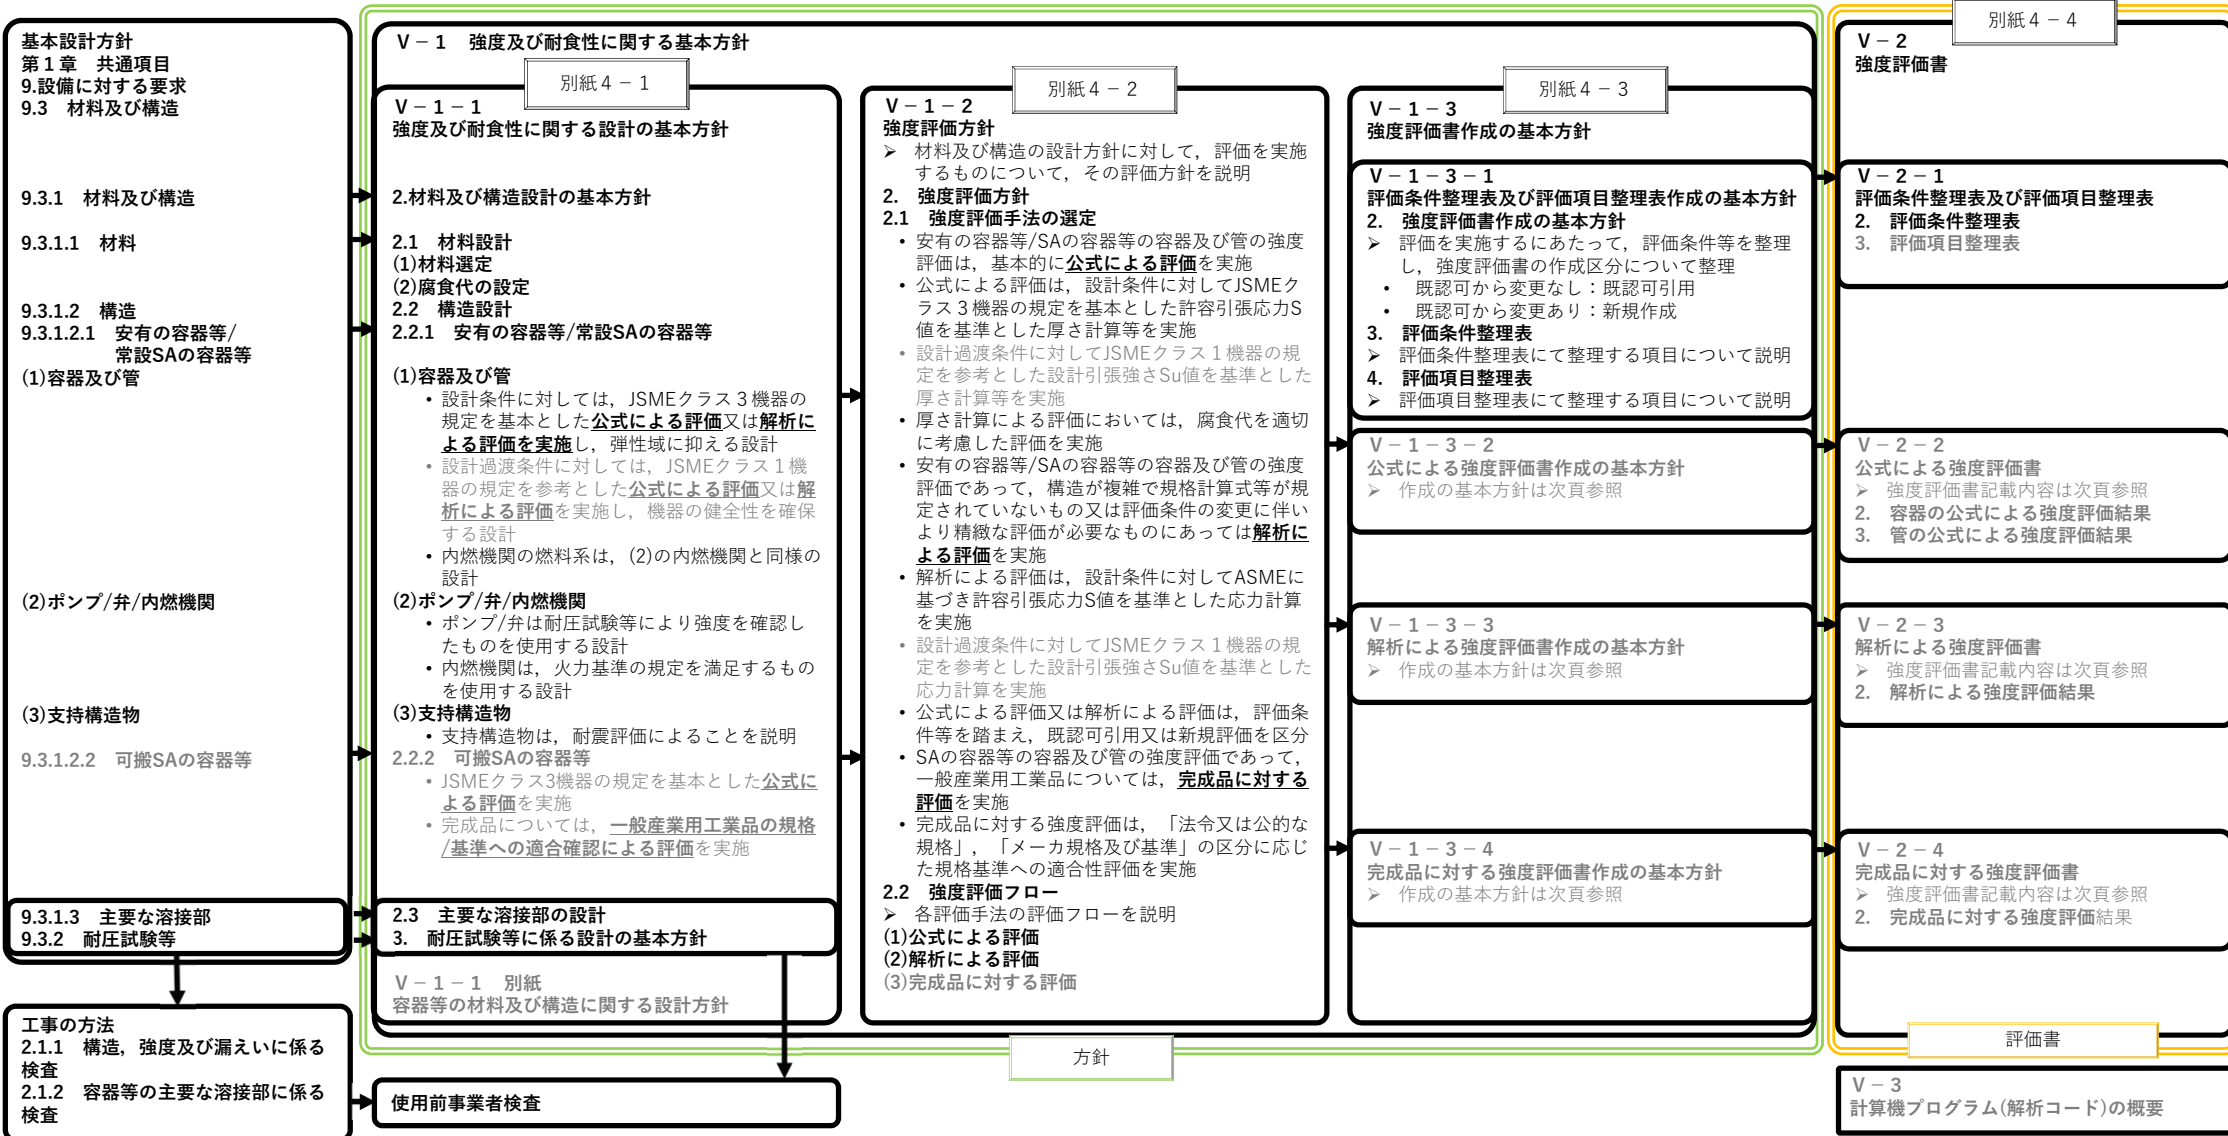 基本設計方針
第１章　共通項目
9.設備に対する要求
9.3　材料及び構造
9.3.1　材料及び構造
9.3.1.1　材料
9.3.1.2　構造
9.3.1.2.1　安有の容器等/
常設SAの容器等
(1)容器及び管
(2)ポンプ/弁/内燃機関
(3)支持構造物
9.3.1.2.2　可搬SAの容器等
9.3.1.3　主要な溶接部
9.3.2　耐圧試験等
工事の方法
2.1.1　構造，強度及び漏えいに係る
検査
2.1.2　容器等の主要な溶接部に係る
検査
Ⅴ－１　強度及び耐食性に関する基本方針
別紙４－１
Ⅴ－１－１
強度及び耐食性に関する設計の基本方針
2.材料及び構造設計の基本方針
2.1　材料設計
(1)材料選定
(2)腐食代の設定
2.2　構造設計
2.2.1　安有の容器等/常設SAの容器等
(1)容器及び管
• 設計条件に対しては，JSMEクラス３機器の
規定を基本とした公式による評価又は解析に
よる評価を実施し，弾性域に抑える設計
• 設計過渡条件に対しては，JSMEクラス１機
器の規定を参考とした公式による評価又は解
析による評価を実施し，機器の健全性を確保
する設計
• 内燃機関の燃料系は，(2)の内燃機関と同様の
設計
(2)ポンプ/弁/内燃機関
• ポンプ/弁は耐圧試験等により強度を確認し
たものを使用する設計
• 内燃機関は，火力基準の規定を満足するもの
を使用する設計
(3)支持構造物
• 支持構造物は，耐震評価によることを説明
2.2.2　可搬SAの容器等
• JSMEクラス3機器の規定を基本とした公式に
よる評価を実施
• 完成品については，一般産業用工業品の規格
/基準への適合確認による評価を実施
2.3　主要な溶接部の設計
3.　耐圧試験等に係る設計の基本方針
Ⅴ－１－１　別紙
容器等の材料及び構造に関する設計方針
使用前事業者検査
別紙４－２
Ⅴ－１－２
強度評価方針
➢ 材料及び構造の設計方針に対して，評価を実施
するものについて，その評価方針を説明
2.　強度評価方針
2.1　強度評価手法の選定
• 安有の容器等/SAの容器等の容器及び管の強度
評価は，基本的に公式による評価を実施
• 公式による評価は，設計条件に対してJSMEク
ラス３機器の規定を基本とした許容引張応力S
値を基準とした厚さ計算等を実施
• 設計過渡条件に対してJSMEクラス１機器の規
定を参考とした設計引張強さSu値を基準とした
厚さ計算等を実施
• 厚さ計算による評価においては，腐食代を適切
に考慮した評価を実施
• 安有の容器等/SAの容器等の容器及び管の強度
評価であって，構造が複雑で規格計算式等が規
定されていないもの又は評価条件の変更に伴い
より精緻な評価が必要なものにあっては解析に
よる評価を実施
• 解析による評価は，設計条件に対してASMEに
基づき許容引張応力S値を基準とした応力計算
を実施
• 設計過渡条件に対してJSMEクラス１機器の規
定を参考とした設計引張強さSu値を基準とした
応力計算を実施
• 公式による評価又は解析による評価は，評価条
件等を踏まえ，既認可引用又は新規評価を区分
• SAの容器等の容器及び管の強度評価であって，
一般産業用工業品については，完成品に対する
評価を実施
• 完成品に対する強度評価は，「法令又は公的な
規格」，「メーカ規格及び基準」の区分に応じ
た規格基準への適合性評価を実施
2.2　強度評価フロー
➢ 各評価手法の評価フローを説明
(1)公式による評価
(2)解析による評価
(3)完成品に対する評価
方針
別紙４－３
Ⅴ－１－３
強度評価書作成の基本方針
Ⅴ－１－３－１
評価条件整理表及び評価項目整理表作成の基本方針
2.　強度評価書作成の基本方針
➢ 評価を実施するにあたって，評価条件等を整理
し，強度評価書の作成区分について整理
• 既認可から変更なし：既認可引用
• 既認可から変更あり：新規作成
3.　評価条件整理表
➢ 評価条件整理表にて整理する項目について説明
4.　評価項目整理表
➢ 評価項目整理表にて整理する項目について説明
Ⅴ－１－３－２
公式による強度評価書作成の基本方針
➢ 作成の基本方針は次頁参照
Ⅴ－１－３－３
解析による強度評価書作成の基本方針
➢ 作成の基本方針は次頁参照
Ⅴ－１－３－４
完成品に対する強度評価書作成の基本方針
➢ 作成の基本方針は次頁参照
別紙４－４
Ⅴ－２
強度評価書
Ⅴ－２－１
評価条件整理表及び評価項目整理表
2.　評価条件整理表
3.　評価項目整理表
Ⅴ－２－２
公式による強度評価書
➢ 強度評価書記載内容は次頁参照
2.　容器の公式による強度評価結果
3.　管の公式による強度評価結果
Ⅴ－２－３
解析による強度評価書
➢ 強度評価書記載内容は次頁参照
2.　解析による強度評価結果
Ⅴ－２－４
完成品に対する強度評価書
➢ 強度評価書記載内容は次頁参照
2.　完成品に対する強度評価結果
評価書
Ⅴ－３
計算機プログラム(解析コード)の概要